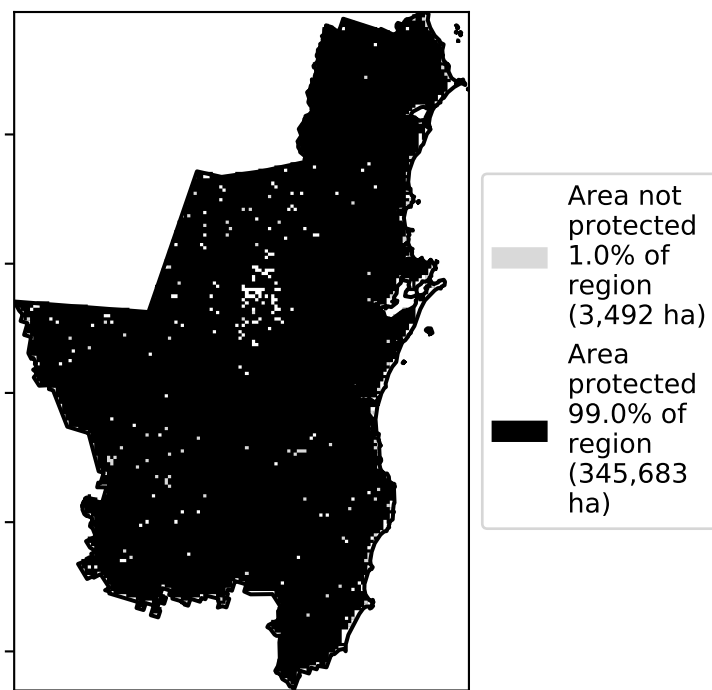 Area not
protected
1.0% of
region
(3,492 ha)
Area
protected
99.0% of
region
(345,683
ha)